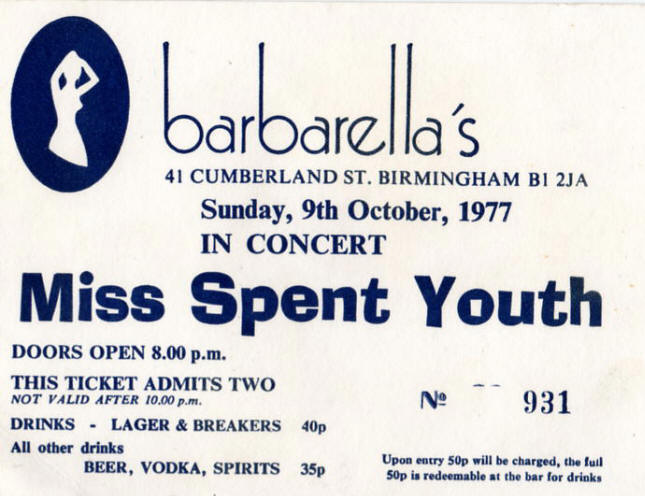 barbarella's
41 CUMBERLAND ST. BIRMINGHAM B1 2JA
Sunday, 9th October, 1977
IN CONCERT
Miss Spent Youth
DOORS OPEN 8.00 p.m.
THIS TICKET ADMITS TWO
NOT VALID AFTER 10.00 p.m.
Nº 931
DRINKS - LAGER & BREAKERS 40p
All other drinks
BEER, VODKA, SPIRITS 35p
Upon entry 50p will be charged, the full
50p is redeemable at the bar for drinks